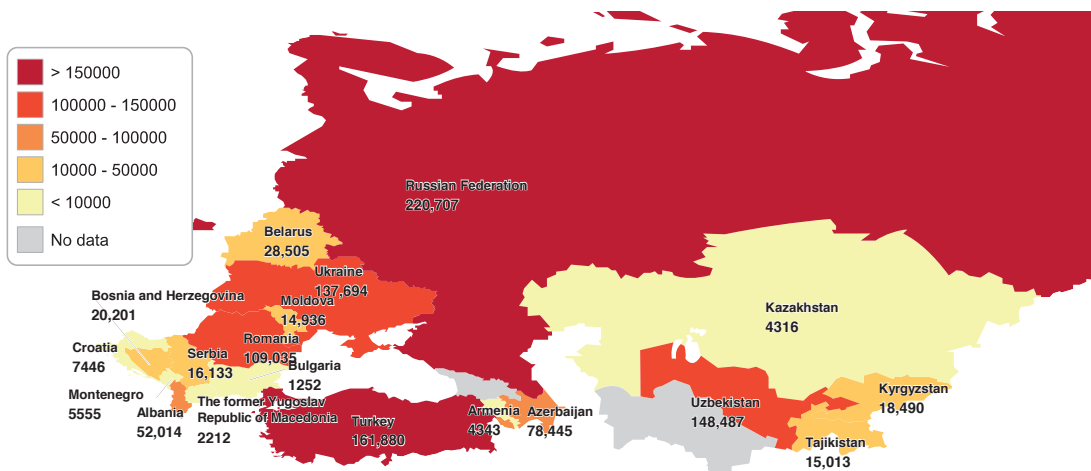 > 150000
100000 - 150000
50000 - 100000
10000 - 50000
< 10000
No data
Russian Federation
220,707
Belarus
28,505
Ukraine
137,694
Moldova
14,936
Bosnia and Herzegovina
20,201
Romania
109,035
Croatia
7446
Serbia
16,133
Bulgaria
1252
Montenegro
5555
Albania
52,014
The former Yugoslav
Republic of Macedonia
2212
Turkey
161,880
Armenia
4343
Azerbaijan
78,445
Kazakhstan
4316
Uzbekistan
148,487
Kyrgyzstan
18,490
Tajikistan
15,013